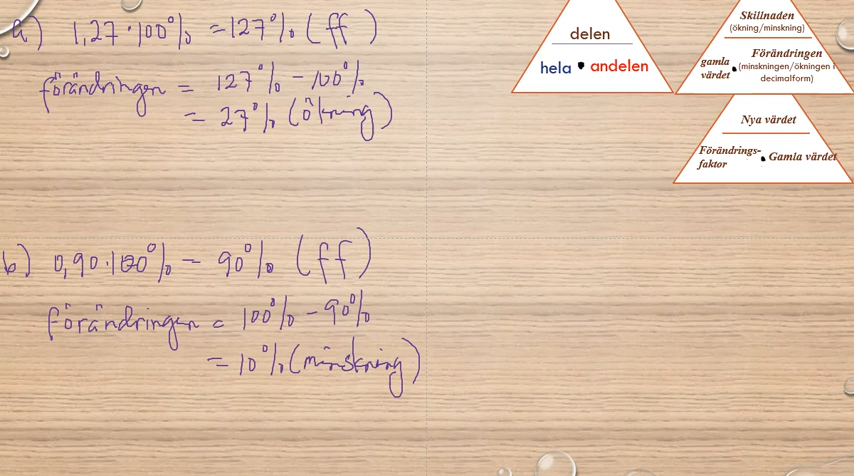 a) 1,27 · 100% = 127% (ff)
förändringen = 127% - 100%
= 27% (ökning)
b) 0,90 · 100% = 90% (ff)
förändringen = 100% - 90%
= 10% (minskning)
delen
hela • andelen
Skillnaden
(ökning/minskning)
gamla värdet • Förändringen
(minskningen/ökningen i
decimalform)
Nya värdet
Förändrings-
faktor • Gamla värdet